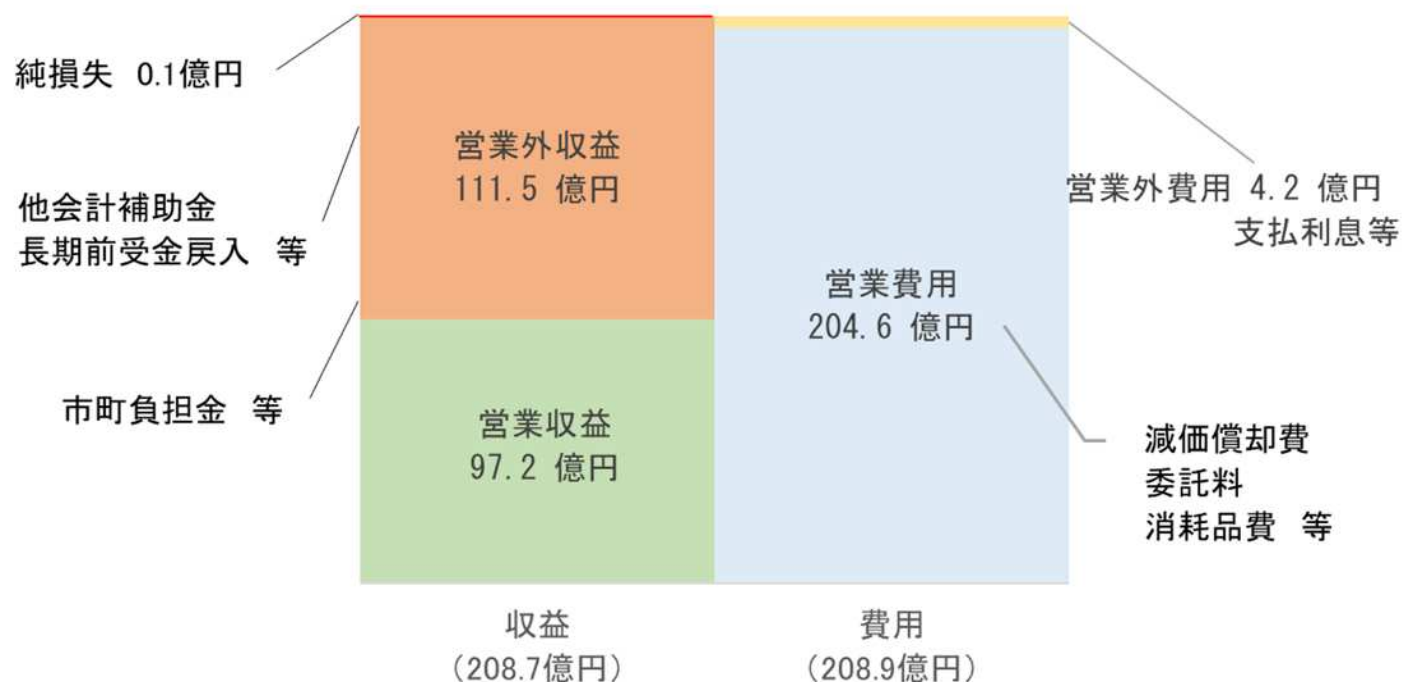 純損失 0.1億円
他会計補助金
長期前受金戻入 等
市町負担金 等
営業外収益
111.5 億円
営業収益
97.2 億円
営業費用
204.6 億円
営業外費用 4.2 億円
支払利息等
減価償却費
委託料
消耗品費 等
収益
（208.7億円）
費用
（208.9億円）